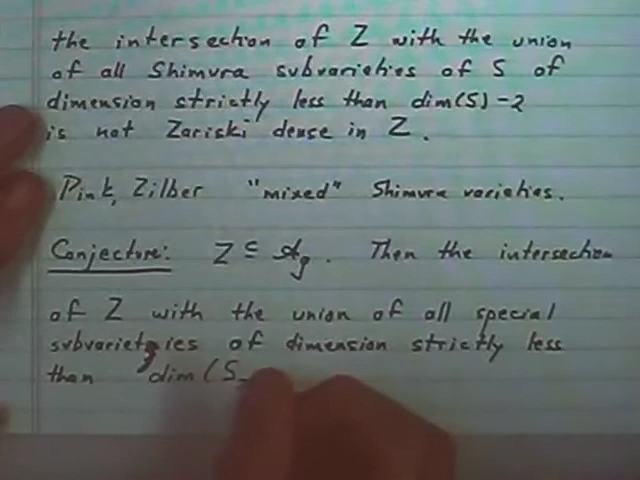 the intersection of Z with the union
of all Shimura subvarieties of S of
dimension strictly less than dim(S)-2
is not Zariski dense in Z.
Pink, Zilber "mixed" Shimura varieties.
Conjecture: Z ⊆ 𝒜g. Then the intersection
of Z with the union of all special
subvarieties of dimension strictly less
than dim(S_